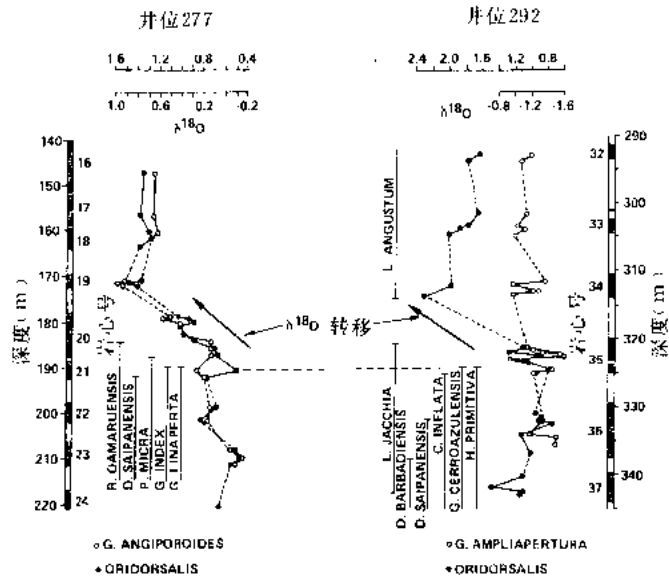 井位277
井位292
1.6 1.2 0.8 0.4
2.0 1.6 1.2 0.8
1.0 0.6 0.2 -0.2
-0.8 -1.2 -1.6
δ18O
δ18O
深度(m)
140
150
160
170
180
190
200
210
220
16
17
18
19
20
21
22
23
24
岩心号
R. OAMARUENSIS
D. SAIPANENSIS
P. MICRA
G. INDEX
G. LINAPERTA
δ18O 转移
L. ANGUSTUM
L. JACCHIA
D. BARBADIENSIS
D. SAIPANENSIS
C. INFLATA
G. CERROAZULENSIS
H. PRIMITIVA
岩心号
32
33
34
35
36
37
290
300
310
320
330
340
深度(m)
G. ANGIPOROIDES
ORIDORSALIS
G. AMPLIAPERTURA
ORIDORSALIS